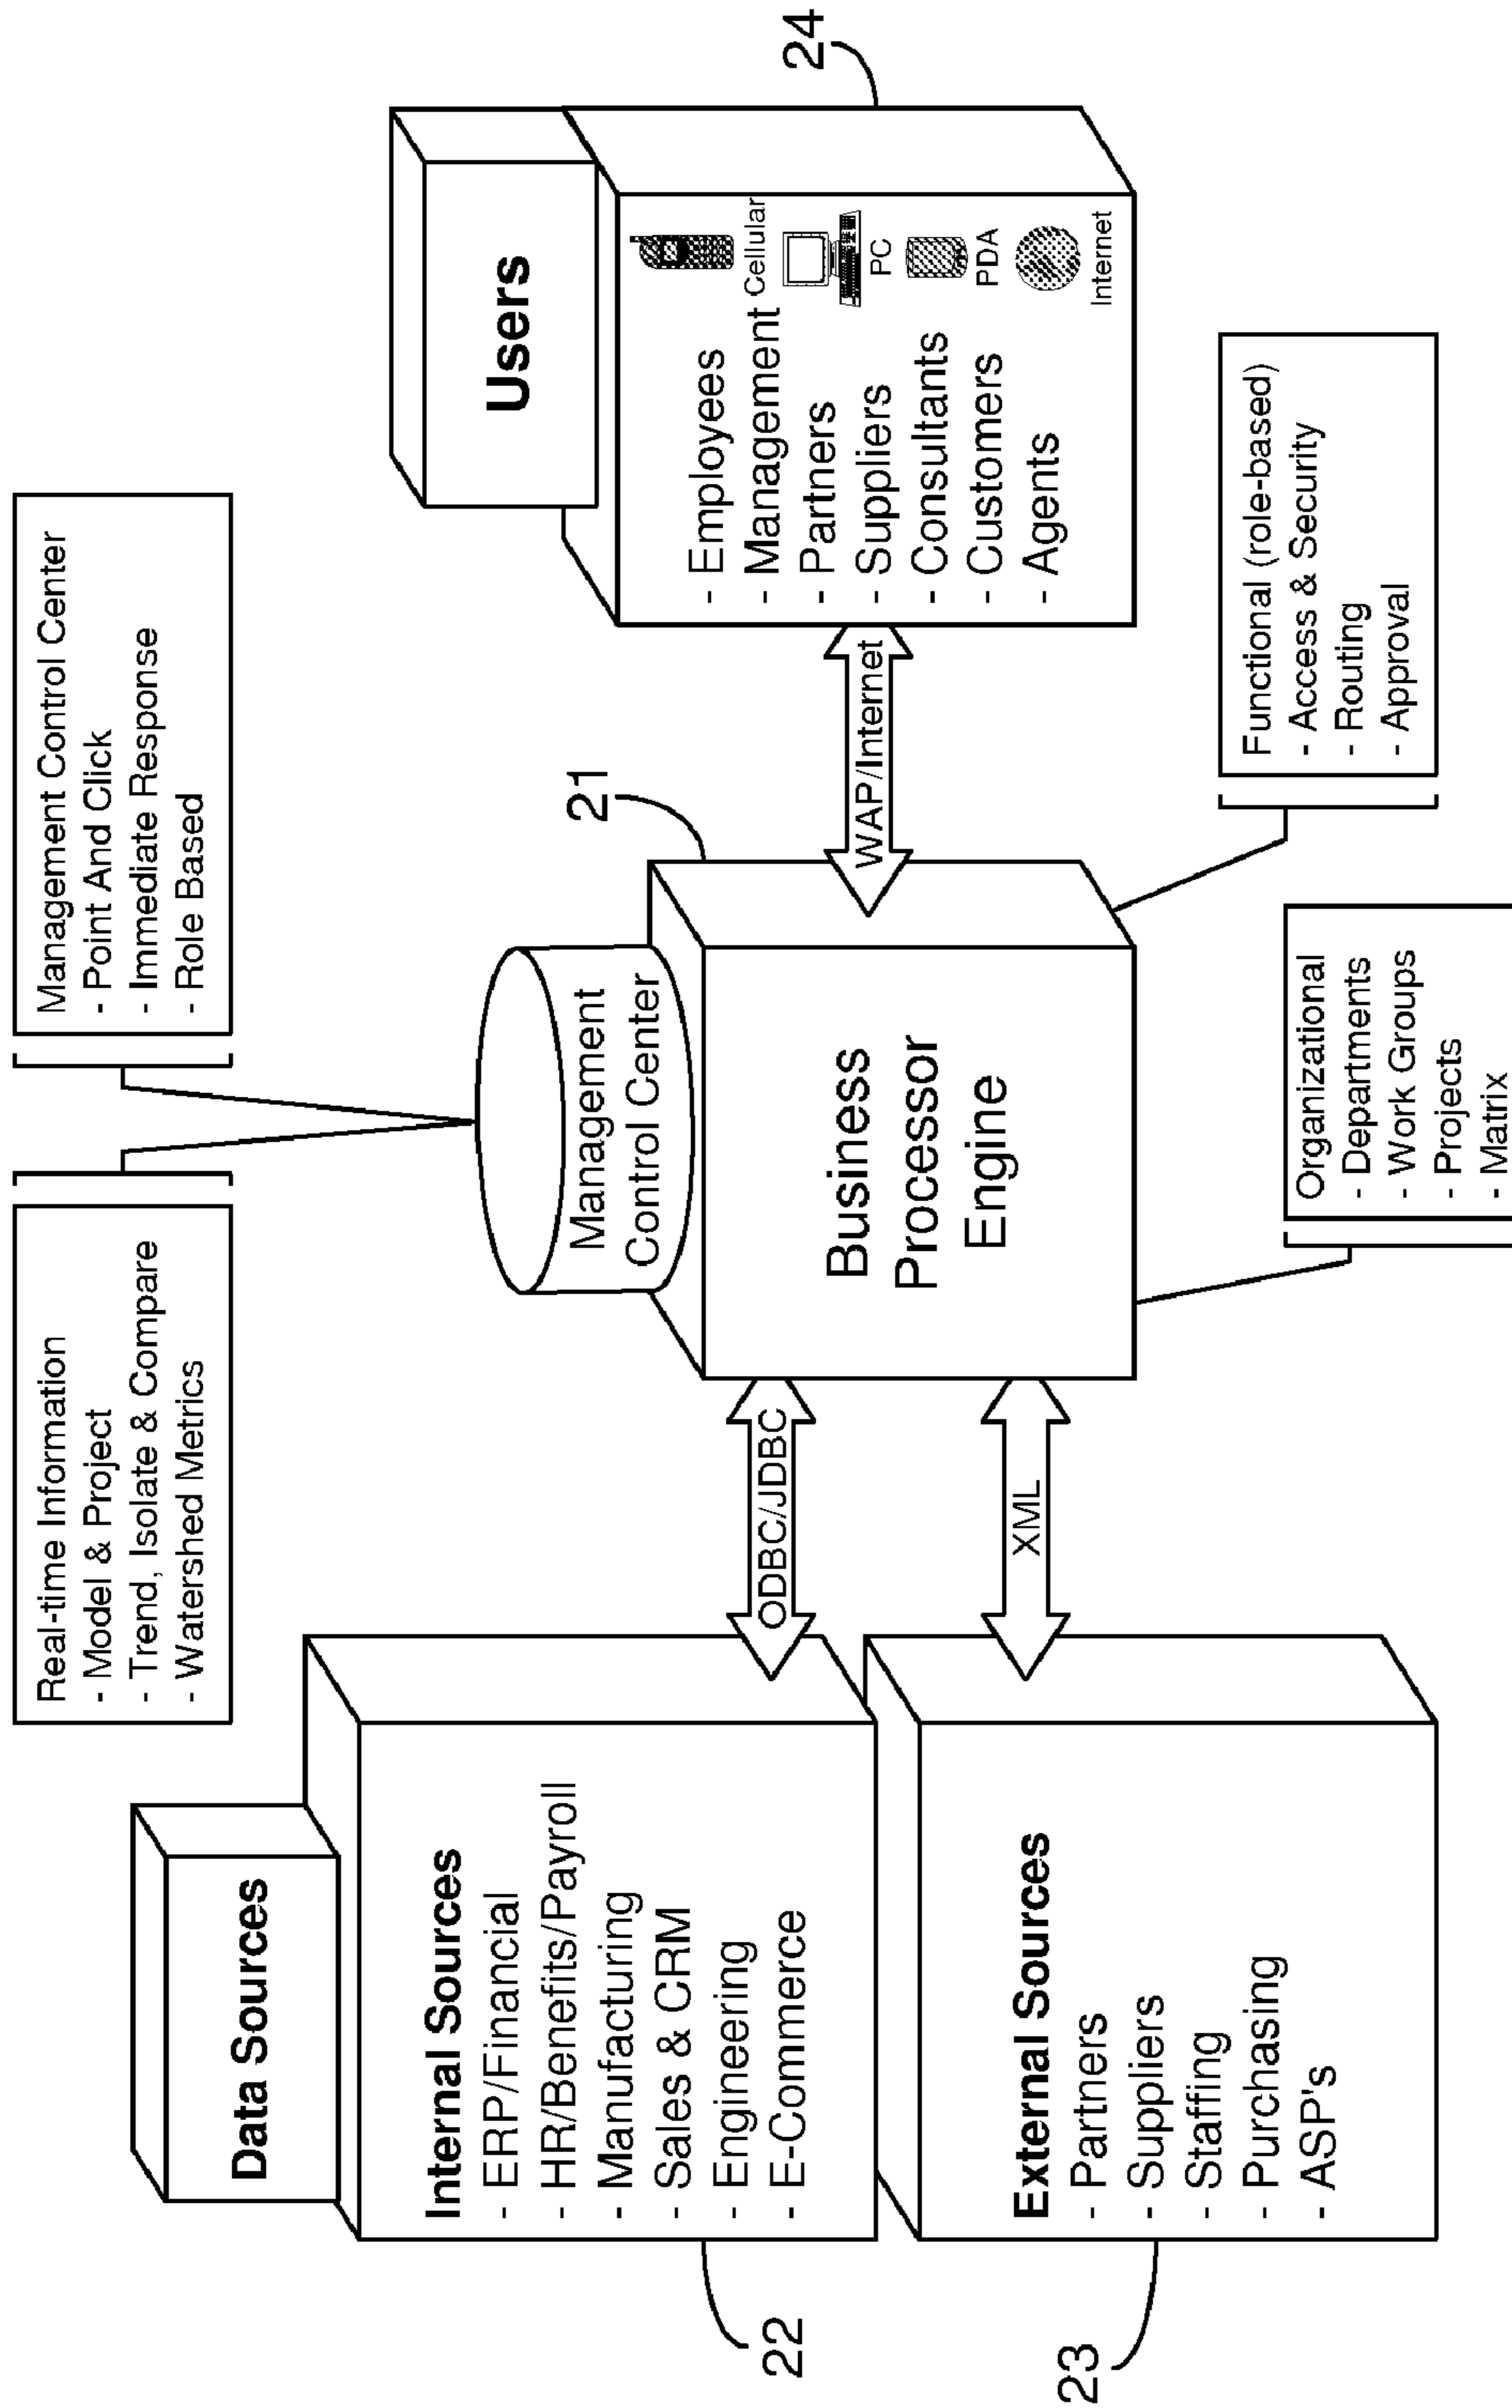 Real-time Information
- Model & Project
- Trend, Isolate & Compare
- Watershed Metrics
Management Control Center
- Point And Click
- Immediate Response
- Role Based
Data Sources
Internal Sources
- ERP/Financial
- HR/Benefits/Payroll
- Manufacturing
- Sales & CRM
- Engineering
- E-Commerce
22
External Sources
- Partners
- Suppliers
- Staffing
- Purchasing
- ASP's
23
ODBC/JDBC
XML
Management
Control Center
Business
Processor
Engine
21
WAP/Internet
Users
- Employees
- Management
- Partners
- Suppliers
- Consultants
- Customers
- Agents
Cellular
PC
PDA
Internet
24
Organizational
- Departments
- Work Groups
- Projects
- Matrix
Functional (role-based)
- Access & Security
- Routing
- Approval